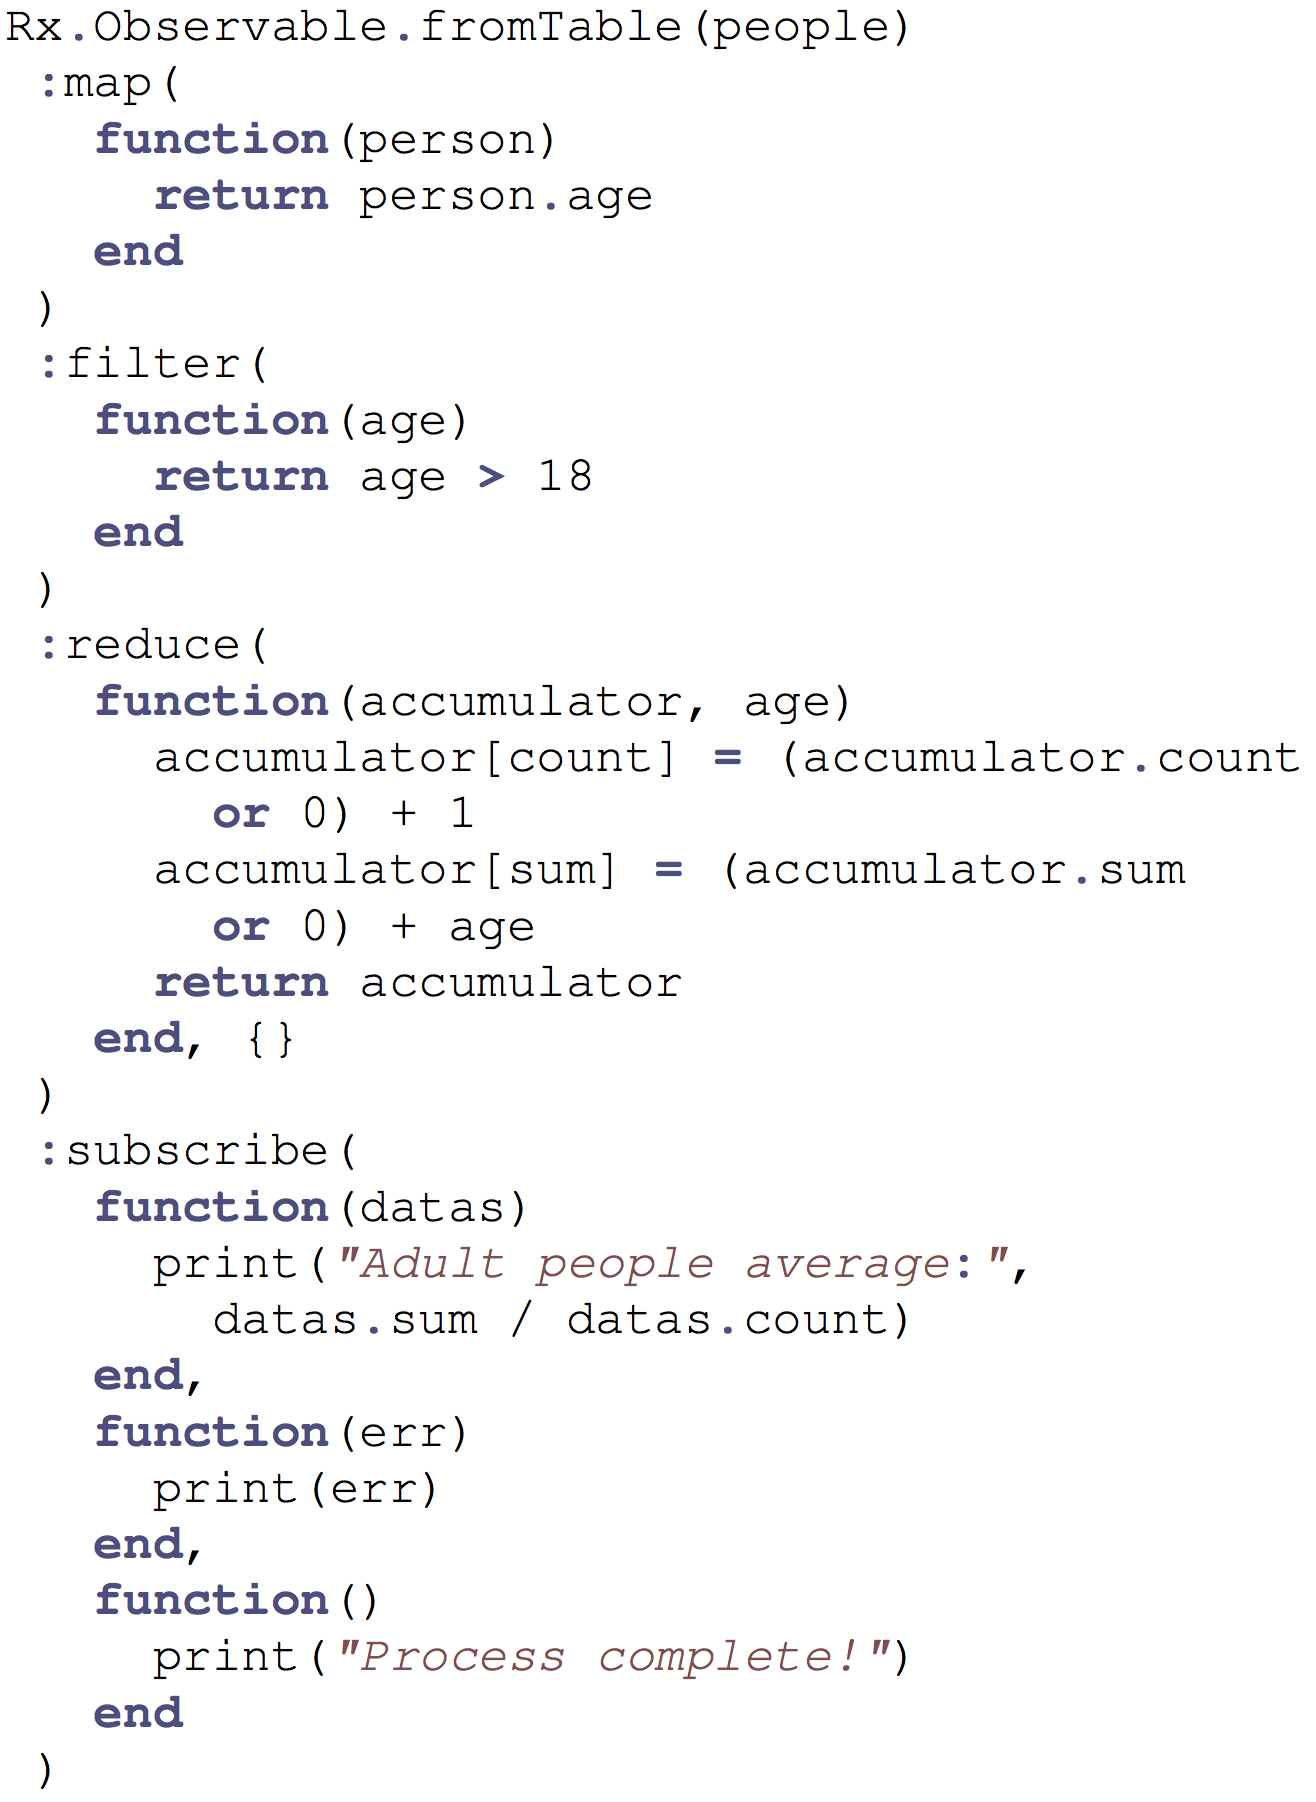 Rx.Observable.fromTable(people)
:map(
function(person)
return person.age
end
)
:filter(
function(age)
return age > 18
end
)
:reduce(
function(accumulator, age)
accumulator[count] = (accumulator.count
or 0) + 1
accumulator[sum] = (accumulator.sum
or 0) + age
return accumulator
end, {}
)
:subscribe(
function(datas)
print("Adult people average:",
datas.sum / datas.count)
end,
function(err)
print(err)
end,
function()
print("Process complete!")
end
)